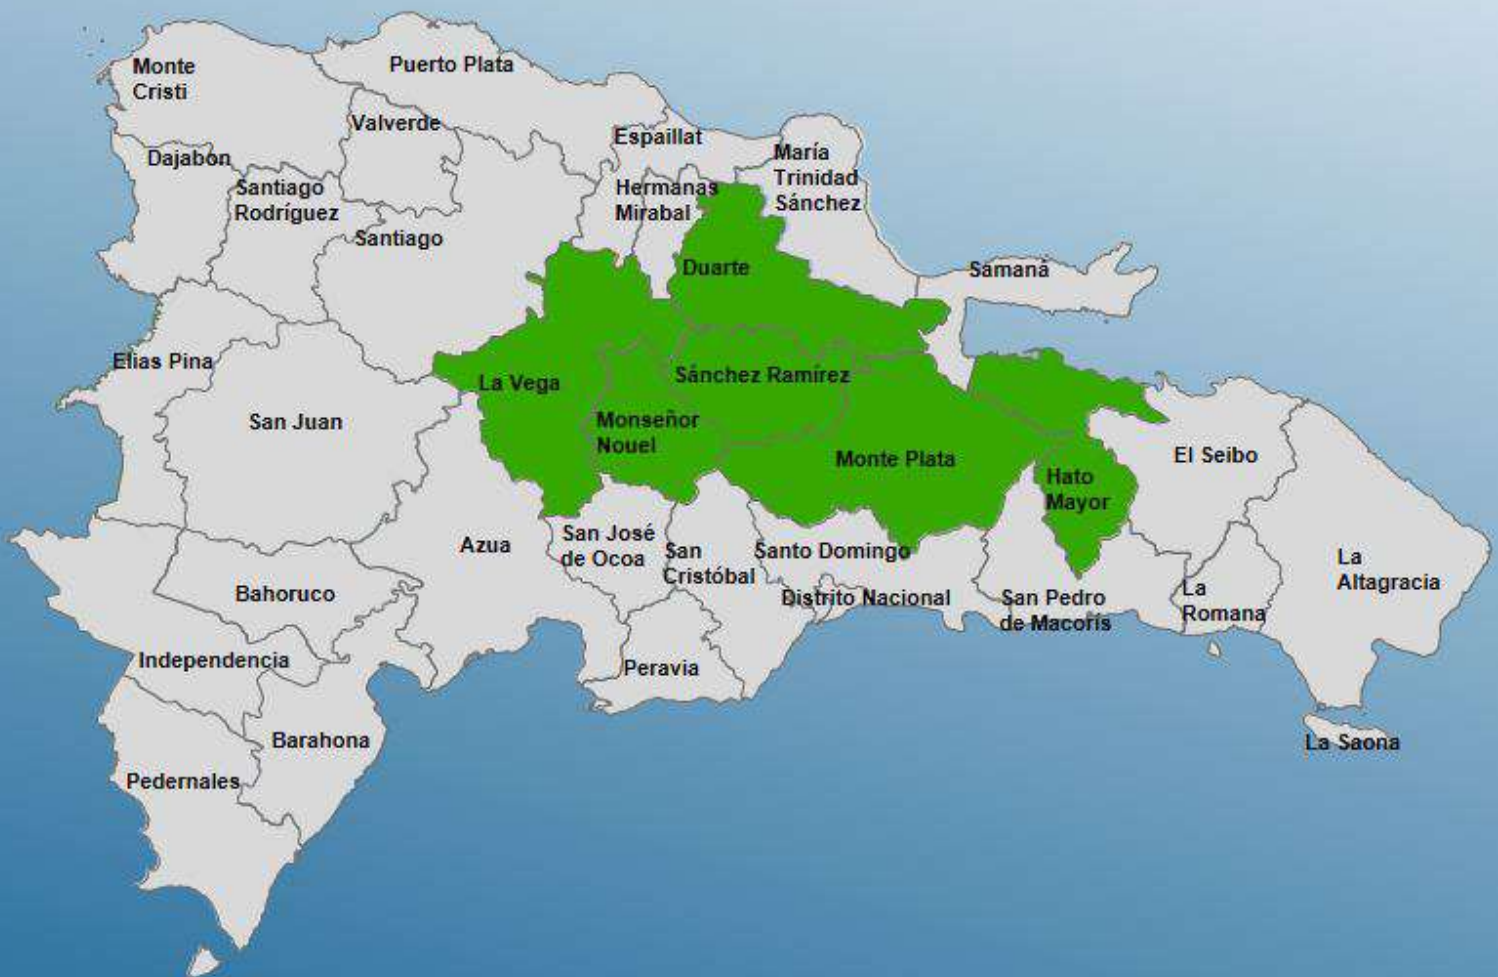 Monte
Cristi
Puerto Plata
Valverde
Espaillat
Dajabón
María
Trinidad
Sánchez
Santiago
Rodríguez
Hermanas
Mirabal
Santiago
Duarte
Samaná
Elias Pina
La Vega
Sánchez Ramírez
San Juan
Monseñor
Nouel
Monte Plata
El Seibo
Hato
Mayor
Azua
San José
de Ocoa
San
Cristóbal
Santo Domingo
La
Altagracia
Bahoruco
Distrito Nacional
San Pedro
de Macorís
La
Romana
Independencia
Peravia
Barahona
La Saona
Pedernales